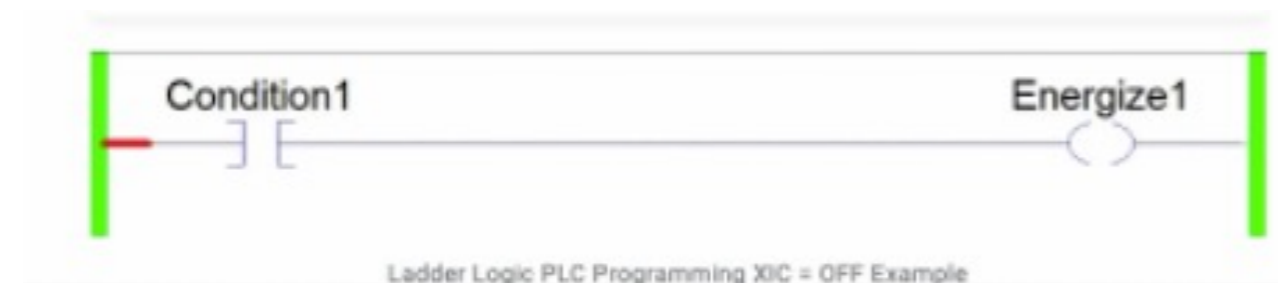 Condition1 Energize1
Ladder Logic PLC Programming XIC = OFF Example